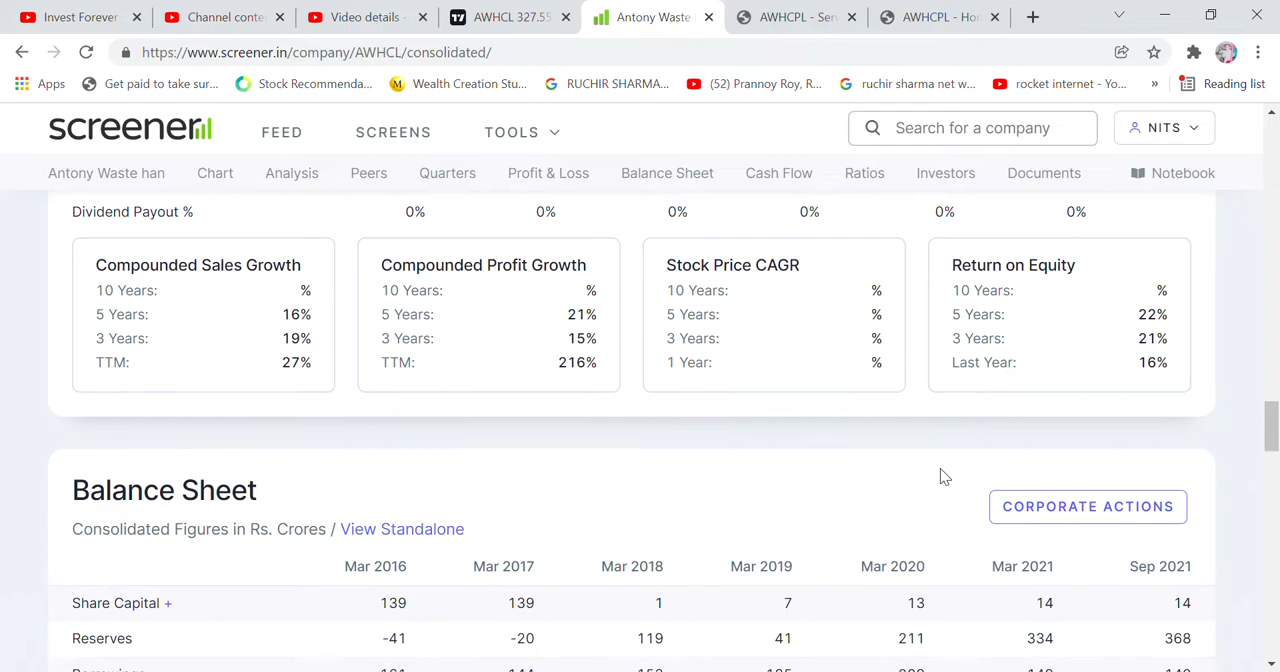 Invest Forever
Channel conte
Video details -
AWHCL 327.55
Antony Waste
AWHCPL - Ser
AWHCPL - Hor
https://www.screener.in/company/AWHCL/consolidated/
Apps
Get paid to take sur...
Stock Recommenda...
M
Wealth Creation Stu...
RUCHIR SHARMA...
(52) Prannoy Roy, R...
ruchir sharma net w...
rocket internet - Yo...
»
Reading list
screener
FEED
SCREENS
TOOLS
Search for a company
NITS
Antony Waste han
Chart
Analysis
Peers
Quarters
Profit & Loss
Balance Sheet
Cash Flow
Ratios
Investors
Documents
Notebook
Dividend Payout % 0% 0% 0% 0% 0% 0%
Compounded Sales Growth
10 Years: %
5 Years: 16%
3 Years: 19%
TTM: 27%
Compounded Profit Growth
10 Years: %
5 Years: 21%
3 Years: 15%
TTM: 216%
Stock Price CAGR
10 Years: %
5 Years: %
3 Years: %
1 Year: %
Return on Equity
10 Years: %
5 Years: 22%
3 Years: 21%
Last Year: 16%
Balance Sheet
Consolidated Figures in Rs. Crores / View Standalone
CORPORATE ACTIONS
Mar 2016 Mar 2017 Mar 2018 Mar 2019 Mar 2020 Mar 2021 Sep 2021
Share Capital + 139 139 1 7 13 14 14
Reserves -41 -20 119 41 211 334 368